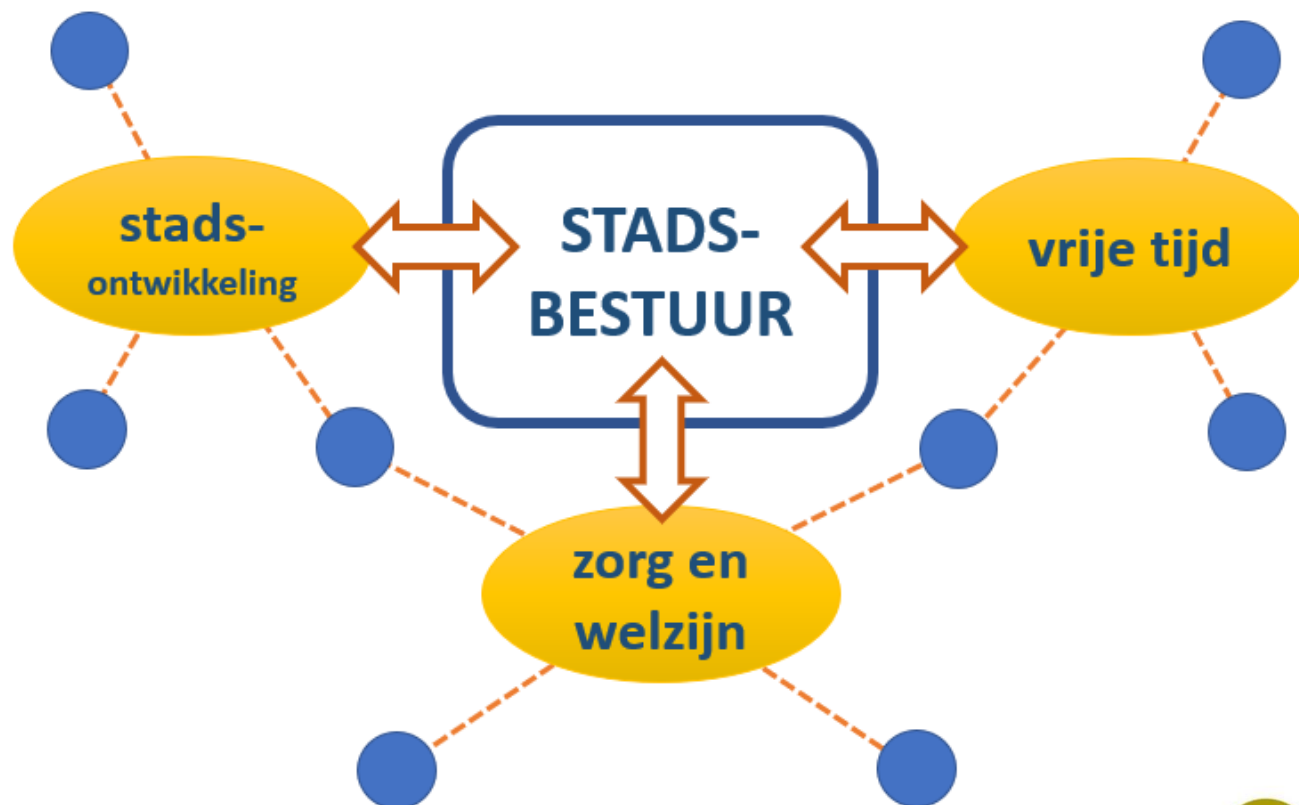 stads-
ontwikkeling
STADS-
BESTUUR
vrije tijd
zorg en
welzijn